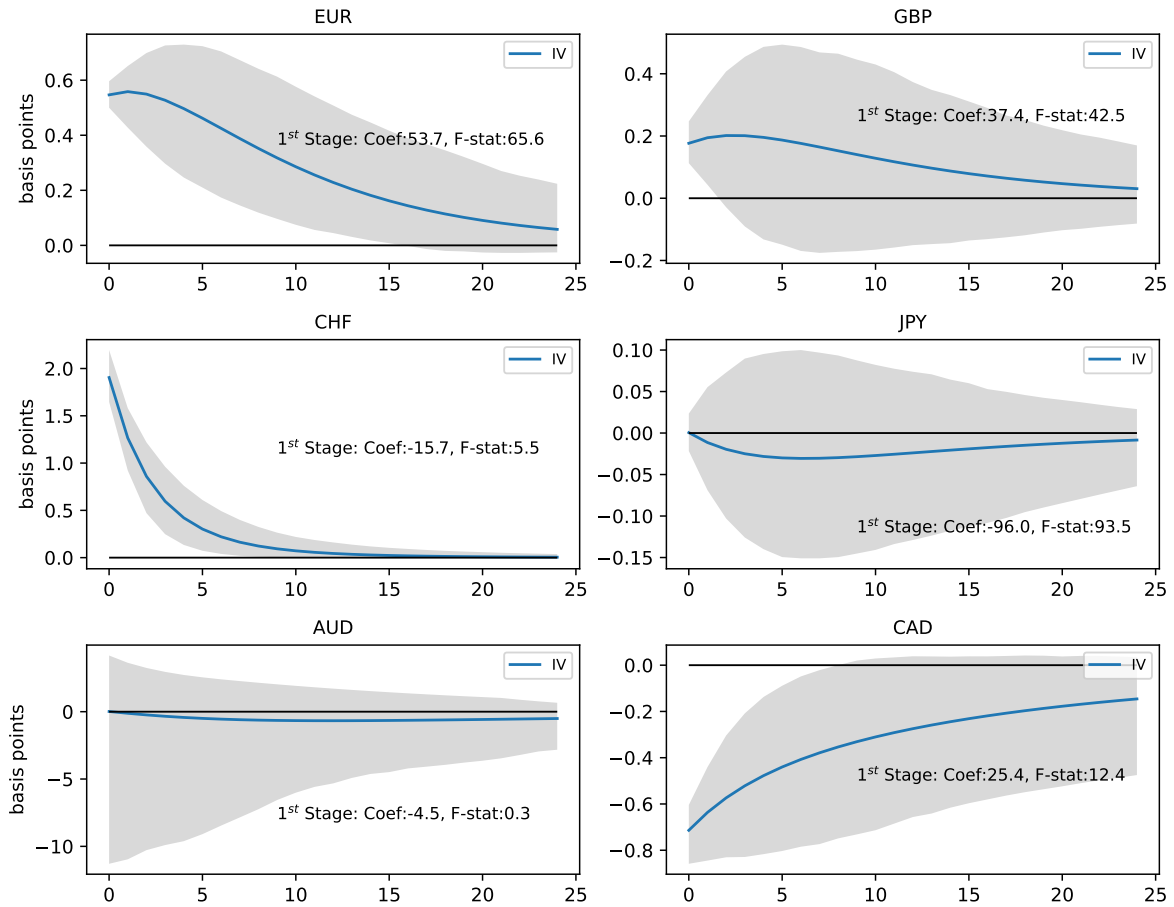 EUR
GBP
basis points
0.6
0.4
0.2
0.0
IV
1st Stage: Coef:53.7, F-stat:65.6
0 5 10 15 20 25
0.4
0.2
0.0
−0.2
IV
1st Stage: Coef:37.4, F-stat:42.5
0 5 10 15 20 25
CHF
JPY
basis points
2.0
1.5
1.0
0.5
0.0
IV
1st Stage: Coef:-15.7, F-stat:5.5
0 5 10 15 20 25
0.10
0.05
0.00
−0.05
−0.10
−0.15
IV
1st Stage: Coef:-96.0, F-stat:93.5
0 5 10 15 20 25
AUD
CAD
basis points
0
−5
−10
IV
1st Stage: Coef:-4.5, F-stat:0.3
0 5 10 15 20 25
0.0
−0.2
−0.4
−0.6
−0.8
IV
1st Stage: Coef:25.4, F-stat:12.4
0 5 10 15 20 25